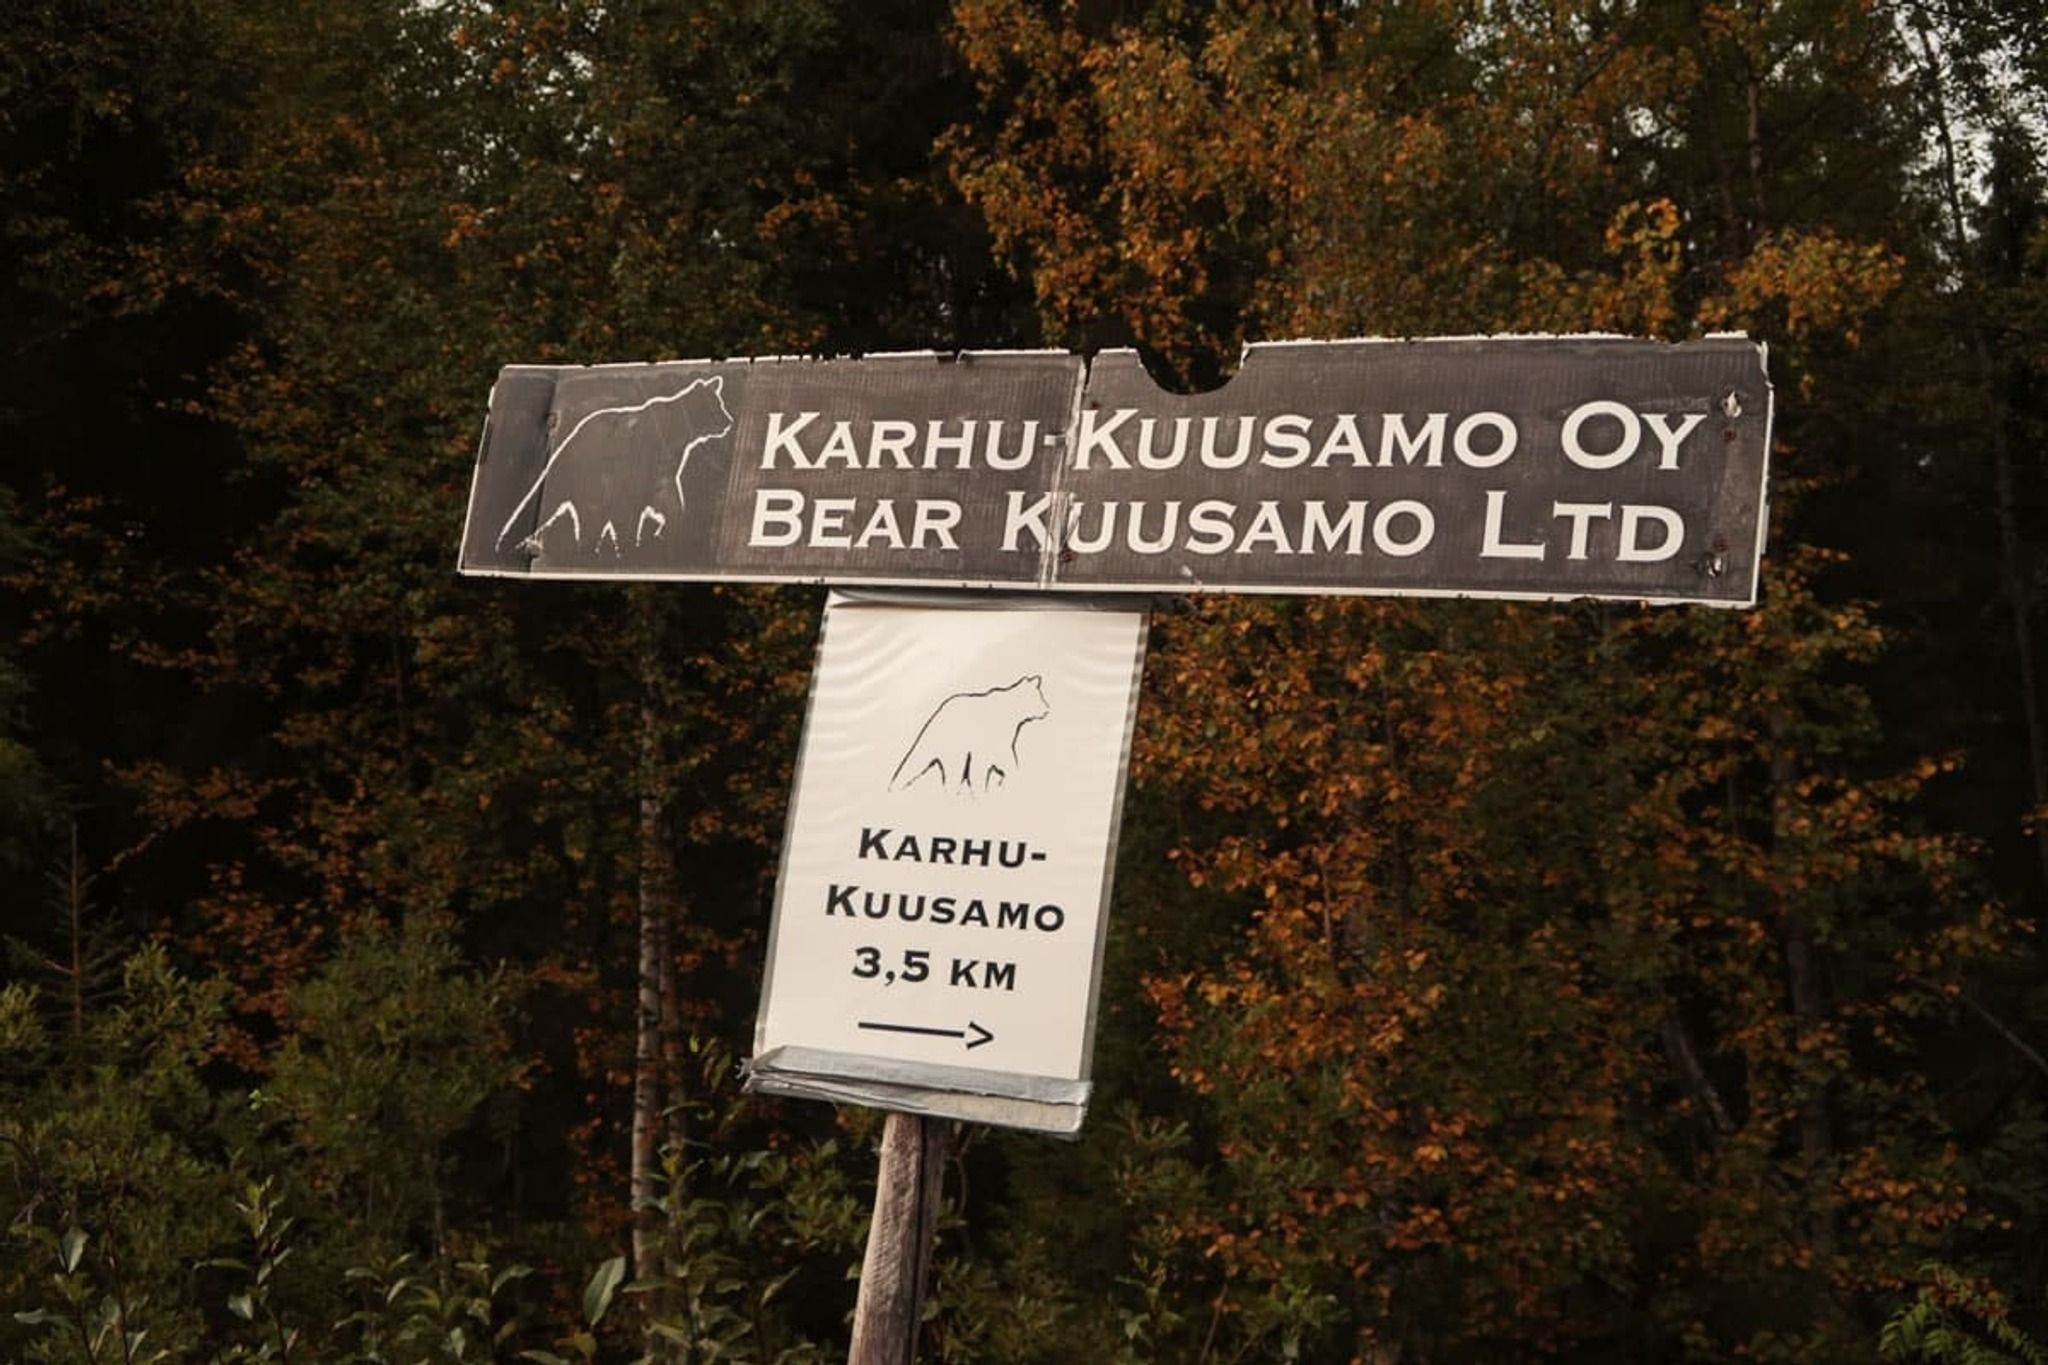 KARHU-KUUSAMO OY
BEAR KUUSAMO LTD
KARHU-
KUUSAMO
3,5 KM